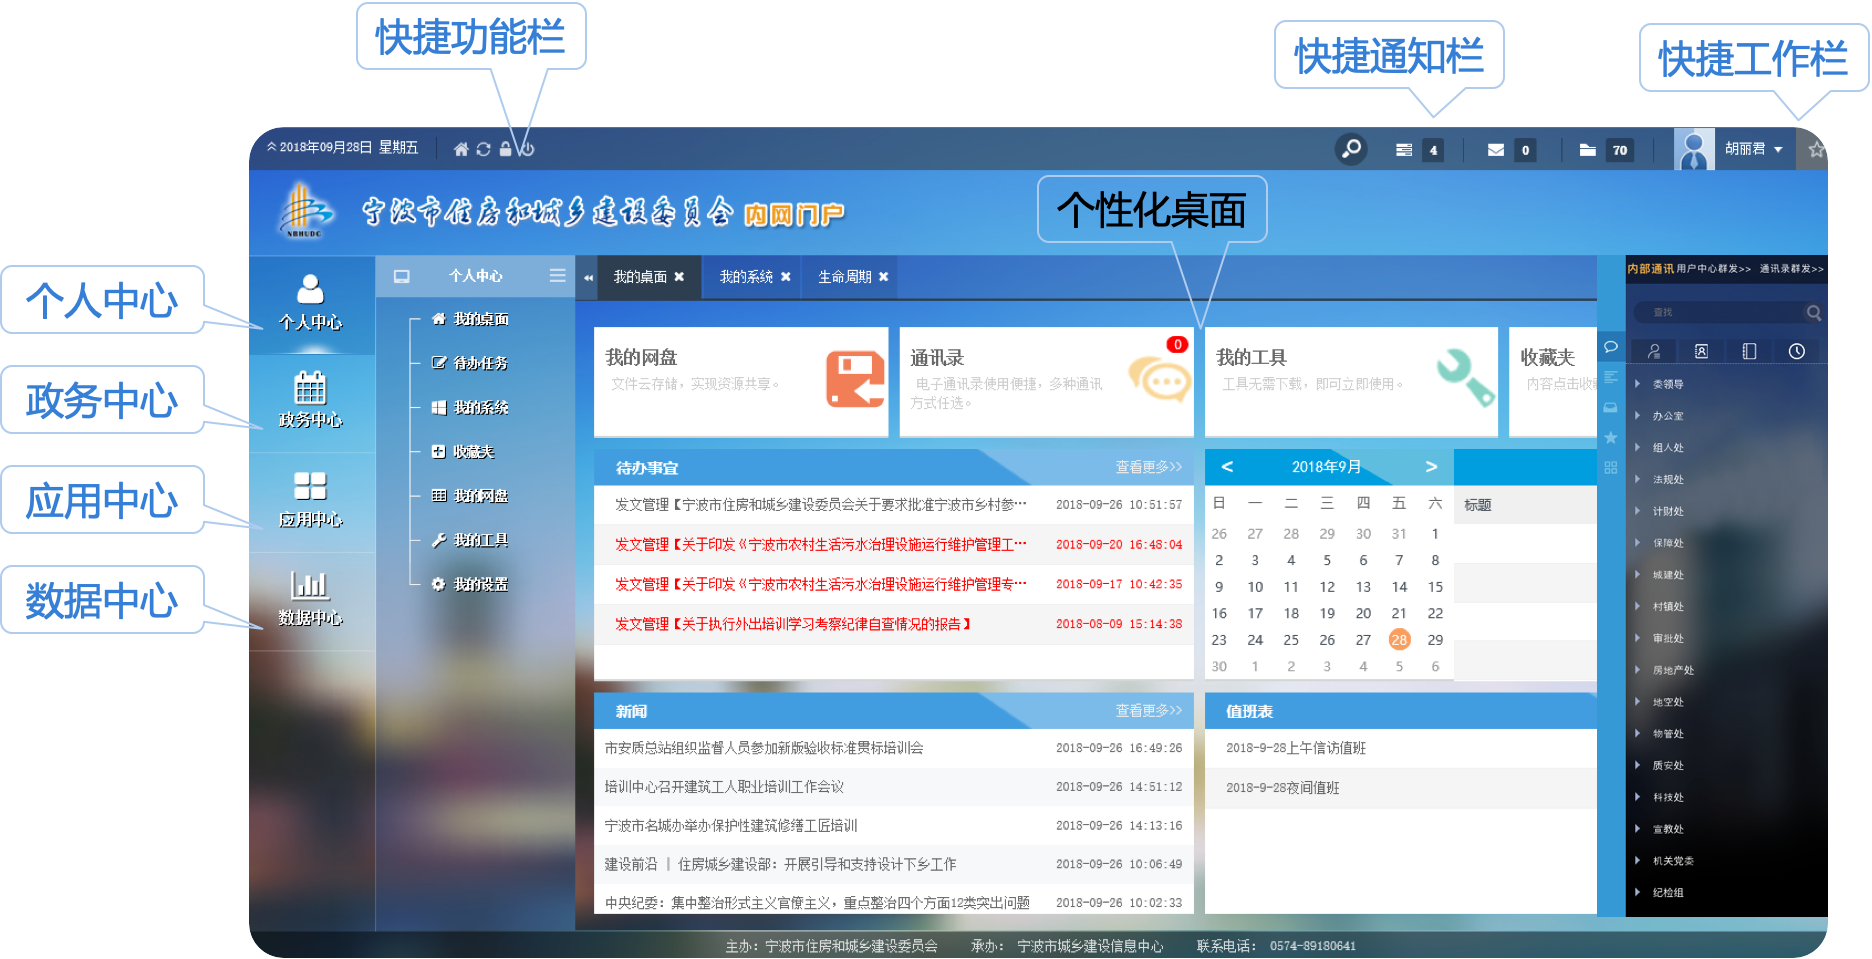 快捷功能栏
快捷通知栏
快捷工作栏
2018年09月28日 星期五
4
0
70
胡丽君
NBHUDC
宁波市住房和城乡建设委员会 内网门户
个性化桌面
个人中心
政务中心
应用中心
数据中心
个人中心
政务中心
应用中心
数据中心
个人中心
我的桌面
待办任务
我的系统
收藏夹
我的网盘
我的工具
我的设置
我的桌面
我的系统
生命周期
我的网盘
文件云存储，实现资源共享。
通讯录
0
电子通讯录使用便捷，多种通讯
方式任选。
我的工具
工具无需下载，即可立即使用。
收藏夹
内容点击收
待办事宜 查看更多>>
发文管理【宁波市住房和城乡建设委员会关于要求批准宁波市乡村参… 2018-09-26 10:51:57
发文管理【关于印发《宁波市农村生活污水治理设施运行维护管理工… 2018-09-20 16:48:04
发文管理【关于印发《宁波市农村生活污水治理设施运行维护管理专… 2018-09-17 10:42:35
发文管理【关于执行外出培训学习考察纪律自查情况的报告】 2018-08-09 15:14:38
< 2018年9月 >
日 一 二 三 四 五 六
26 27 28 29 30 31 1
2 3 4 5 6 7 8
9 10 11 12 13 14 15
16 17 18 19 20 21 22
23 24 25 26 27 28 29
30 1 2 3 4 5 6
标题
新闻 查看更多>>
市安质总站组织监督人员参加新版验收标准贯标培训会 2018-09-26 16:49:26
培训中心召开建筑工人职业培训工作会议 2018-09-26 14:51:12
宁波市名城办举办保护性建筑修缮工匠培训 2018-09-26 14:13:16
建设前沿 | 住房城乡建设部：开展引导和支持设计下乡工作 2018-09-26 10:06:49
中央纪委：集中整治形式主义官僚主义，重点整治四个方面12类突出问题 2018-09-26 10:02:33
值班表
2018-9-28上午信访值班
2018-9-28夜间值班
内部通讯 用户中心群发>> 通讯录群发>>
查找
委领导
办公室
组人处
法规处
计财处
保障处
城建处
村镇处
审批处
房地产处
地空处
物管处
质安处
科技处
宣教处
机关党委
纪检组
主办：宁波市住房和城乡建设委员会 承办： 宁波市城乡建设信息中心 联系电话： 0574-89180641